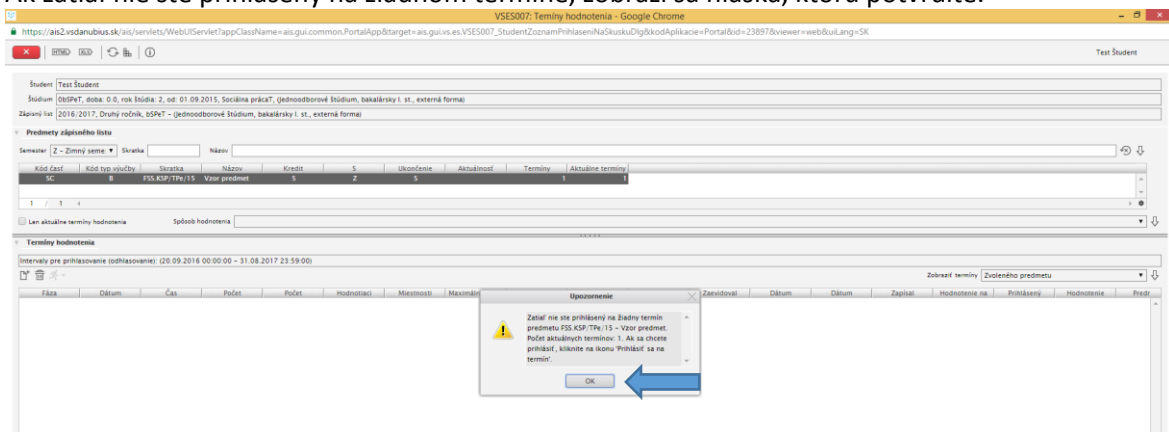 Ak zatiaľ nie ste prihlásený na žiadnom termíne, zobrazí sa hláška, ktorú potvrdíte.
VSES007: Temíny hodnotenia - Google Chrome
https://ais2.vsdanubius.sk/ais/servlets/WebUIServlet?appClassName=ais.gui.common.PortalApp&target=ais.gui.vs.es.VSES007_StudentZoznamPrihlaseniNaSkuskuDlg&kodAplikacie=Portal&id=23897&viewer=web&uiLang=SK
HTML XLS Test Študent
Študent Test Študent
Štúdium ObSPeT, doba: 0.0, rok štúdia: 2, od: 01.09.2015, Sociálna prácaT, (Jednoodborové štúdium, bakalársky I. st., externá forma)
Zápisný list 2016/2017, Druhý ročník, bSPeT - (Jednoodborové štúdium, bakalársky I. st., externá forma)
Predmety zápisného listu
Semester Z - Zimný seme Skratka Názov
Kód časť Kód typ výučby Skratka Názov Kredit S Ukončenie Aktuálnosť Termíny Aktuálne termíny
SC B FSS.KSP/TPe/15 Vzor predmet 5 Z S 1 1
1 / 1
Len aktuálne termíny hodnotenia Spôsob hodnotenia
Termíny hodnotenia
Intervaly pre prihlasovanie (odhlasovanie): (20.09.2016 00:00:00 - 31.08.2017 23:59:00)
Zobraziť termíny Zvoleného predmetu
Fáza Dátum Čas Počet Počet Hodnotiaci Miestnosti Maximáln Zaevidoval Dátum Dátum Zapísal Hodnotenie na Prihlásený Hodnotenie Predr
Upozornenie
Zatiaľ nie ste prihlásený na žiadny termín
predmetu FSS.KSP/TPe/15 - Vzor predmet.
Počet aktuálnych termínov: 1. Ak sa chcete
prihlásiť , kliknite na ikonu 'Prihlásiť sa na
termín'.
OK